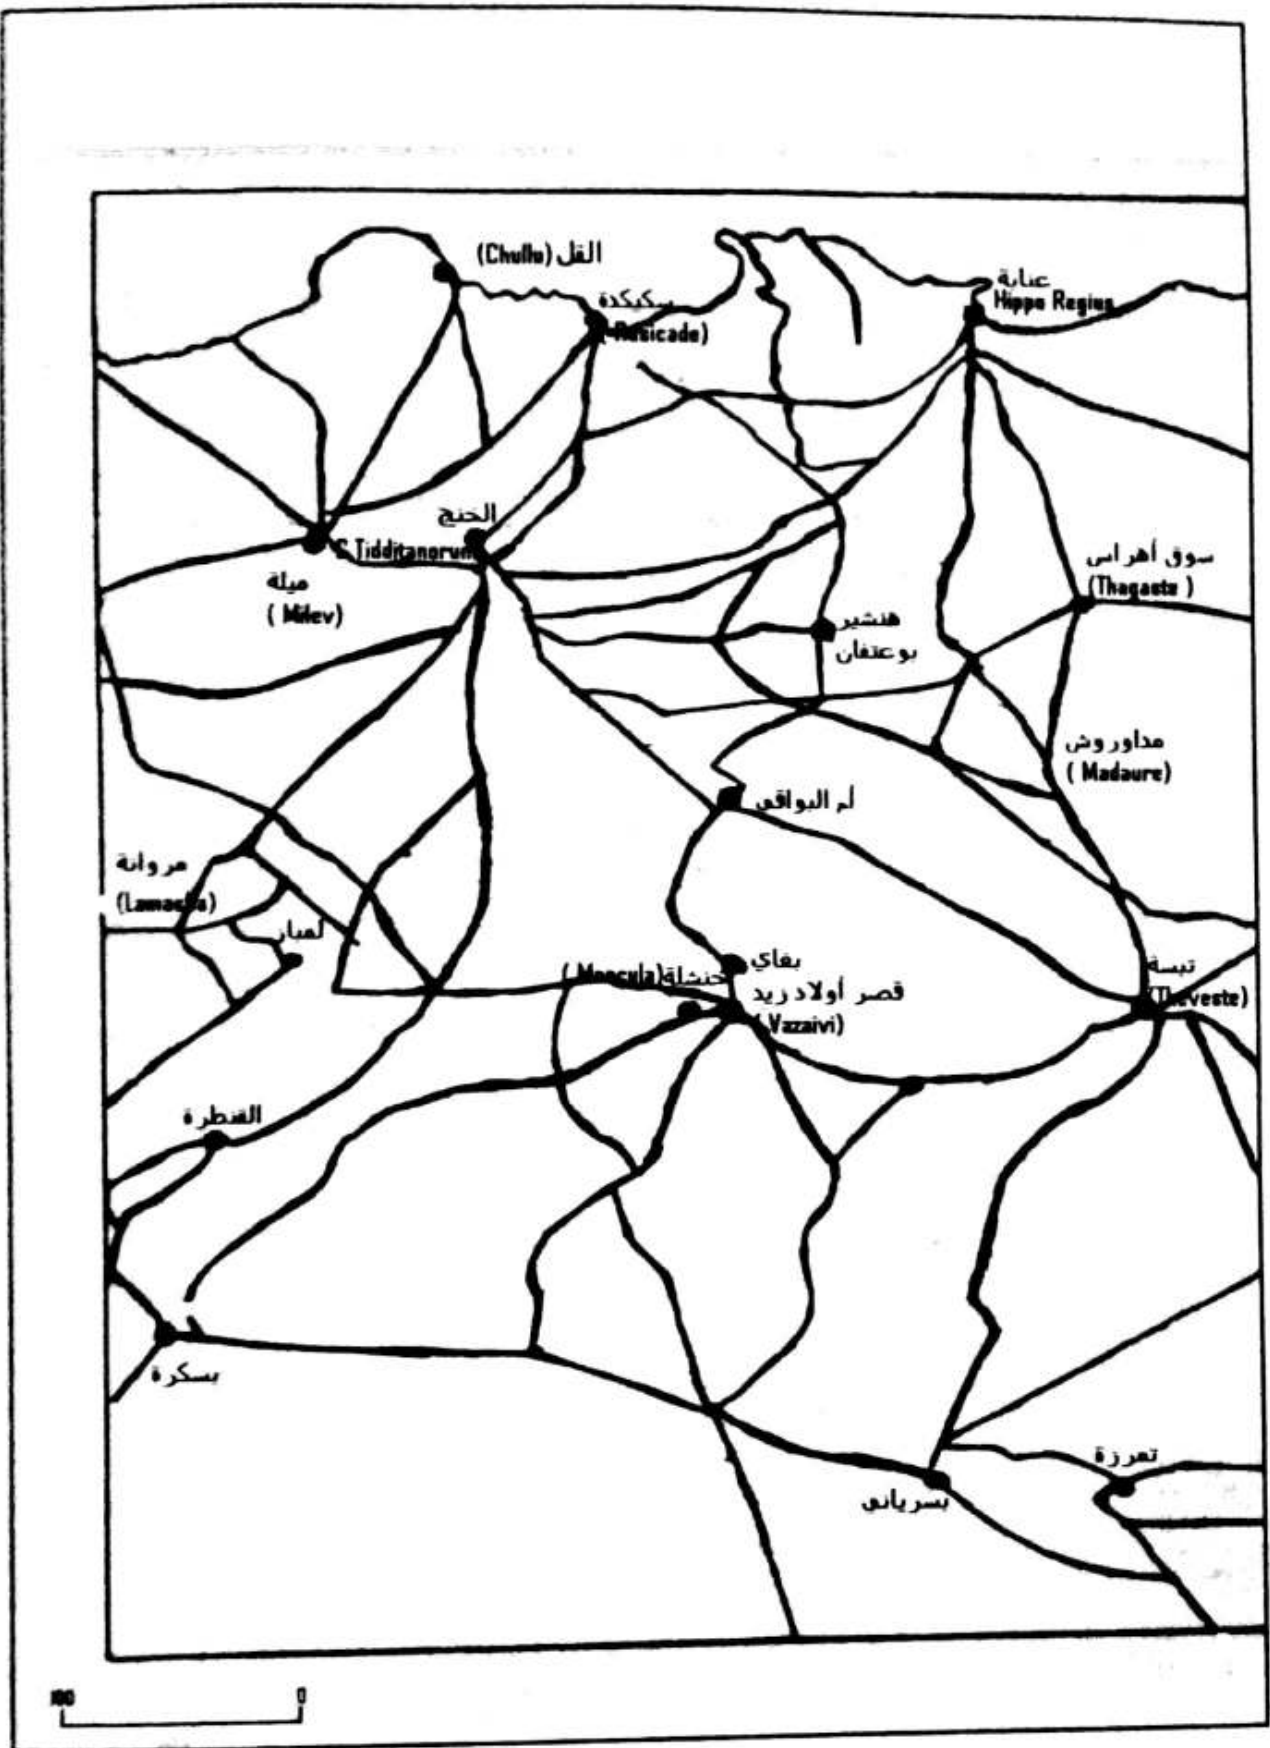 (Chullu) القل
سكيكدة
(Rusicade)
عنابة
Hippo Regius
الخنج
C Tidditanorum
ميلة
( Milev)
سوق أهراس
(Thagaste )
هنشير
بوعتفان
مداوروش
( Madaure)
أم البواقي
مروانة
(Lamasba)
لمبار
بغاي
( Mascula) خنشلة
قصر أولاد زيد
( Vazaivi)
تبسة
(Theveste)
القنطرة
بسكرة
تمرزة
بسرياني
100 0